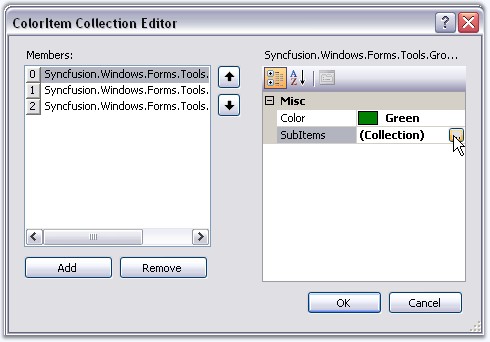 ColorItem Collection Editor
Members:
0 Syncfusion.Windows.Forms.Tools.
1 Syncfusion.Windows.Forms.Tools.
2 Syncfusion.Windows.Forms.Tools.
Add Remove
Syncfusion.Windows.Forms.Tools.Gro...
Misc
Color Green
SubItems (Collection)
OK Cancel